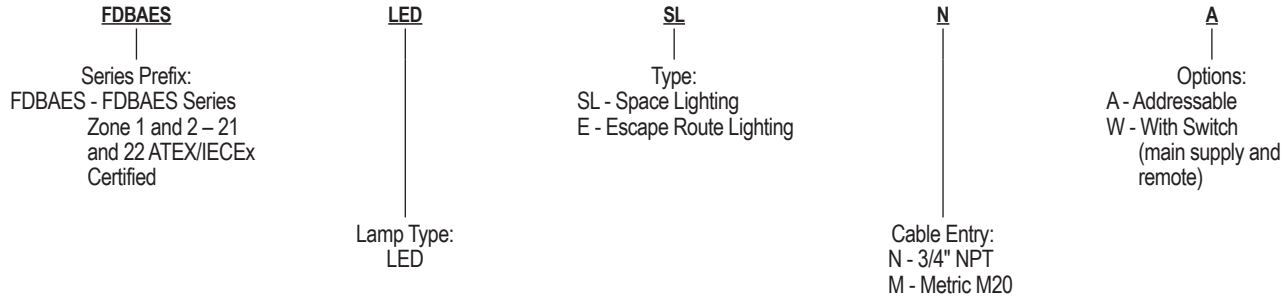 FDBAES LED SL N A
Series Prefix:
FDBAES - FDBAES Series
Zone 1 and 2 – 21
and 22 ATEX/IECEx
Certified
Type:
SL - Space Lighting
E - Escape Route Lighting
Options:
A - Addressable
W - With Switch
(main supply and
remote)
Lamp Type:
LED
Cable Entry:
N - 3/4" NPT
M - Metric M20